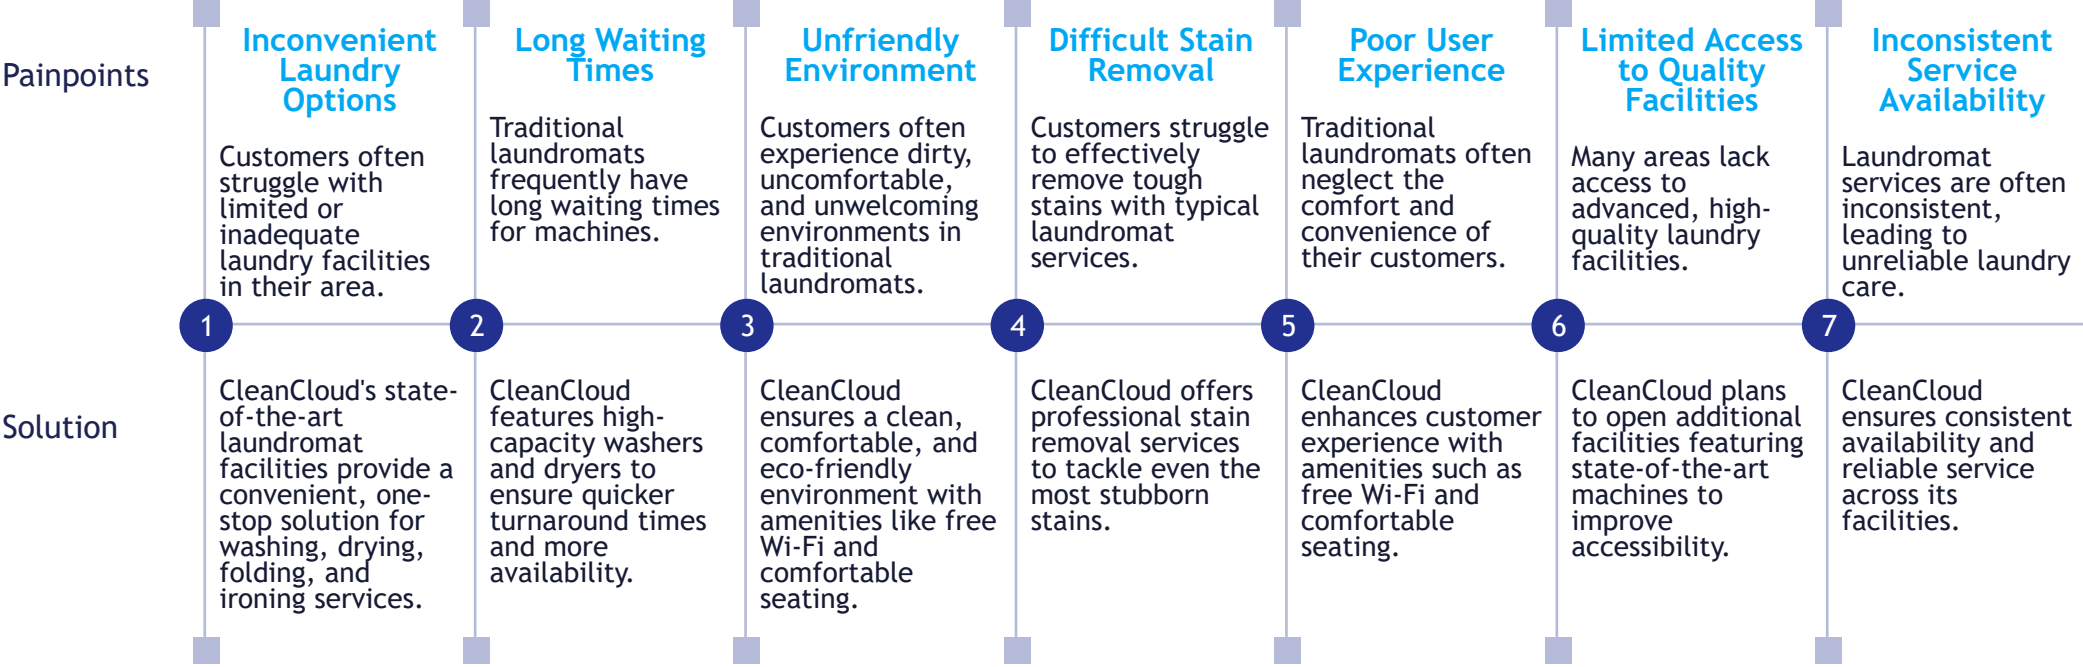 Painpoints
Inconvenient
Laundry
Options
Customers often
struggle with
limited or
inadequate
laundry facilities
in their area.
Long Waiting
Times
Traditional
laundromats
frequently have
long waiting times
for machines.
Unfriendly
Environment
Customers often
experience dirty,
uncomfortable,
and unwelcoming
environments in
traditional
laundromats.
Difficult Stain
Removal
Customers struggle
to effectively
remove tough
stains with typical
laundromat
services.
Poor User
Experience
Traditional
laundromats often
neglect the
comfort and
convenience of
their customers.
Limited Access
to Quality
Facilities
Many areas lack
access to
advanced, high-
quality laundry
facilities.
Inconsistent
Service
Availability
Laundromat
services are often
inconsistent,
leading to
unreliable laundry
care.
1
2
3
4
5
6
7
Solution
CleanCloud's state-
of-the-art
laundromat
facilities provide a
convenient, one-
stop solution for
washing, drying,
folding, and
ironing services.
CleanCloud
features high-
capacity washers
and dryers to
ensure quicker
turnaround times
and more
availability.
CleanCloud
ensures a clean,
comfortable, and
eco-friendly
environment with
amenities like free
Wi-Fi and
comfortable
seating.
CleanCloud offers
professional stain
removal services
to tackle even the
most stubborn
stains.
CleanCloud
enhances customer
experience with
amenities such as
free Wi-Fi and
comfortable
seating.
CleanCloud plans
to open additional
facilities featuring
state-of-the-art
machines to
improve
accessibility.
CleanCloud
ensures consistent
availability and
reliable service
across its
facilities.